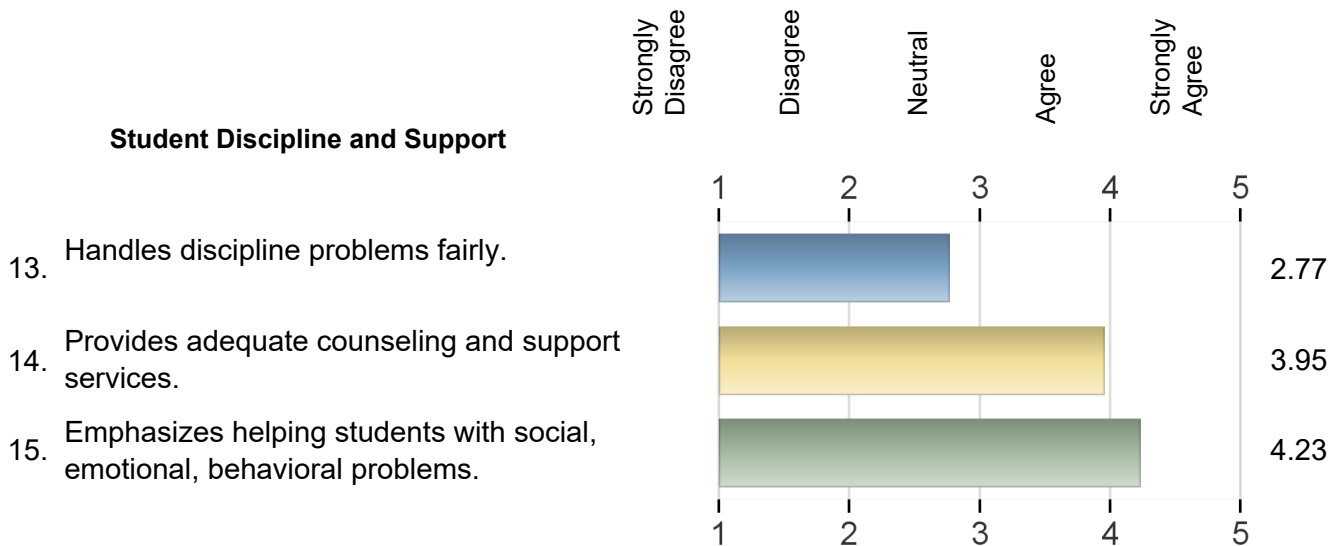 Strongly
Disagree
Disagree
Neutral
Agree
Strongly
Agree
Student Discipline and Support
1 2 3 4 5
13. Handles discipline problems fairly. 2.77
14. Provides adequate counseling and support
services. 3.95
15. Emphasizes helping students with social,
emotional, behavioral problems. 4.23
1 2 3 4 5